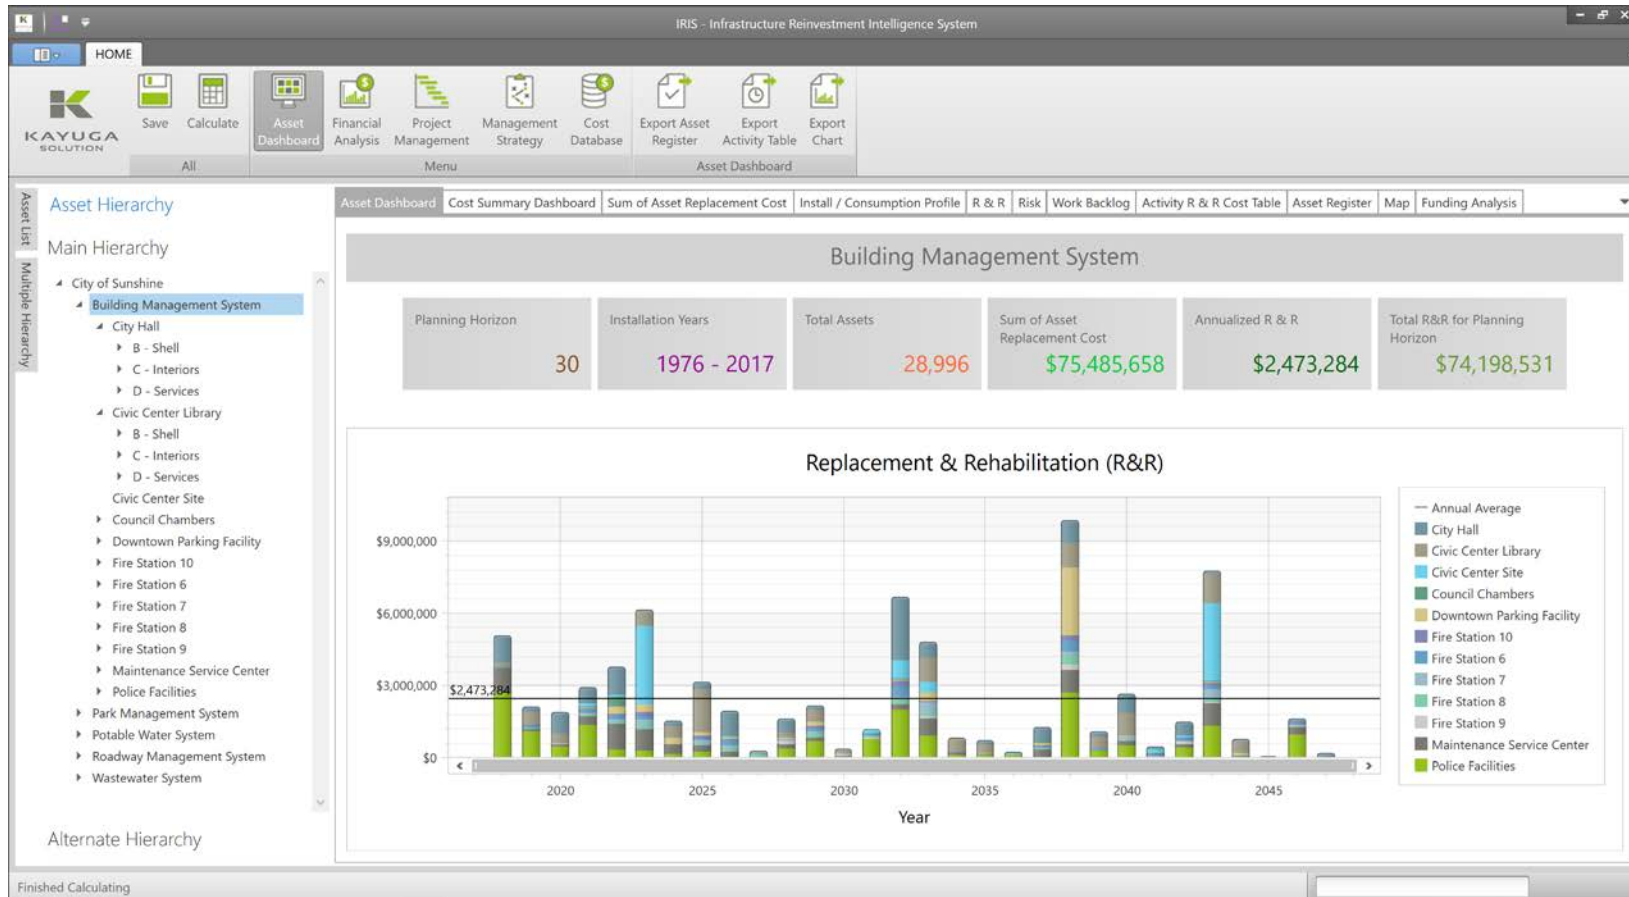 K
IRIS - Infrastructure Reinvestment Intelligence System
HOME
KAYUGA
SOLUTION
Save
Calculate
Asset
Dashboard
Financial
Analysis
Project
Management
Management
Strategy
Cost
Database
Export Asset
Register
Export
Activity Table
Export
Chart
All
Menu
Asset Dashboard
Asset List
Multiple Hierarchy
Asset Hierarchy
Main Hierarchy
City of Sunshine
Building Management System
City Hall
B - Shell
C - Interiors
D - Services
Civic Center Library
B - Shell
C - Interiors
D - Services
Civic Center Site
Council Chambers
Downtown Parking Facility
Fire Station 10
Fire Station 6
Fire Station 7
Fire Station 8
Fire Station 9
Maintenance Service Center
Police Facilities
Park Management System
Potable Water System
Roadway Management System
Wastewater System
Alternate Hierarchy
Asset Dashboard
Cost Summary Dashboard
Sum of Asset Replacement Cost
Install / Consumption Profile
R & R
Risk
Work Backlog
Activity R & R Cost Table
Asset Register
Map
Funding Analysis
Building Management System
Planning Horizon
30
Installation Years
1976 - 2017
Total Assets
28,996
Sum of Asset
Replacement Cost
$75,485,658
Annualized R & R
$2,473,284
Total R&R for Planning
Horizon
$74,198,531
Replacement & Rehabilitation (R&R)
$9,000,000
$6,000,000
$3,000,000
$0
$2,473,284
2020
2025
2030
2035
2040
2045
Year
Annual Average
City Hall
Civic Center Library
Civic Center Site
Council Chambers
Downtown Parking Facility
Fire Station 10
Fire Station 6
Fire Station 7
Fire Station 8
Fire Station 9
Maintenance Service Center
Police Facilities
Finished Calculating